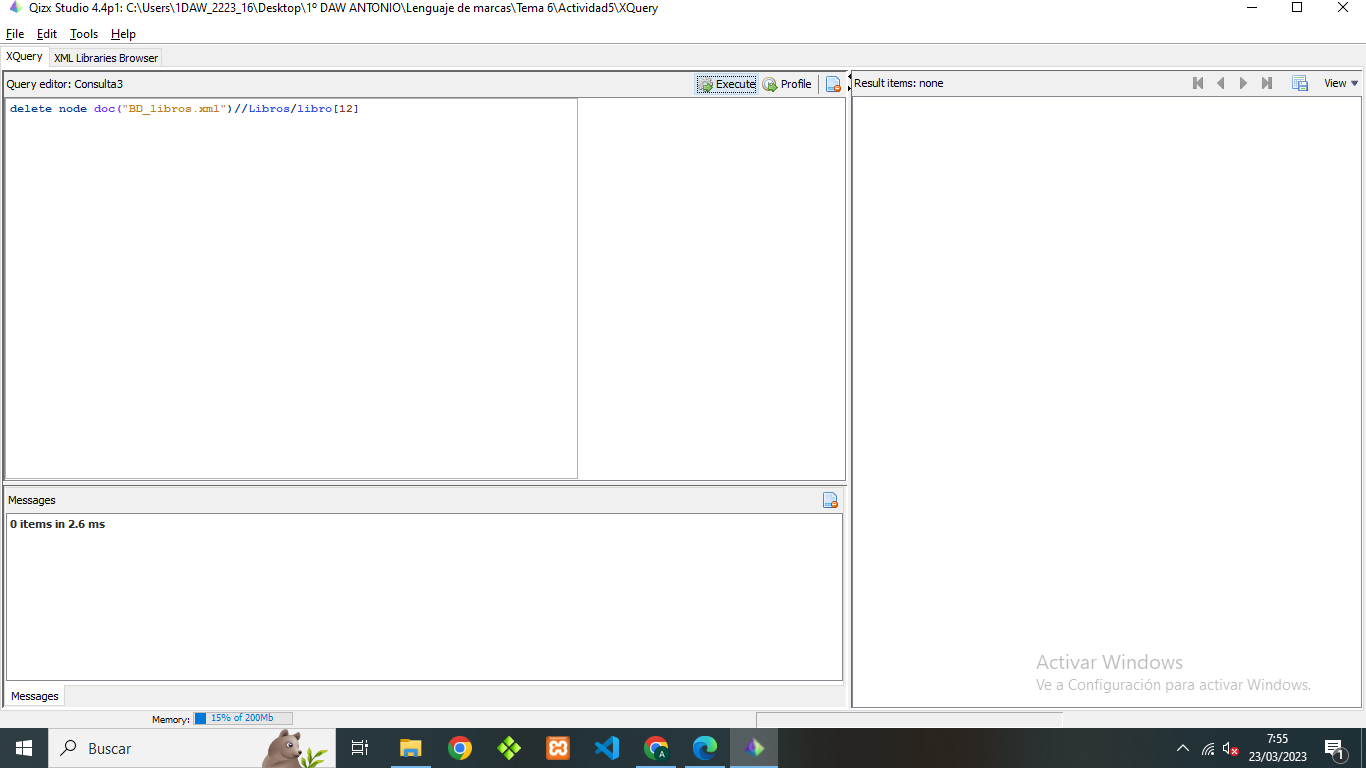 Qizx Studio 4.4p1: C:\Users\1DAW_2223_16\Desktop\1º DAW ANTONIO\Lenguaje de marcas\Tema 6\Actividad5\XQuery
File Edit Tools Help
XQuery XML Libraries Browser
Query editor: Consulta3 Execute Profile
delete node doc("BD_libros.xml")//Libros/libro[12]
Result items: none View
Messages
0 items in 2.6 ms
Messages
Activar Windows
Ve a Configuración para activar Windows.
Memory: 15% of 200Mb
Buscar
A
7:55
23/03/2023
1